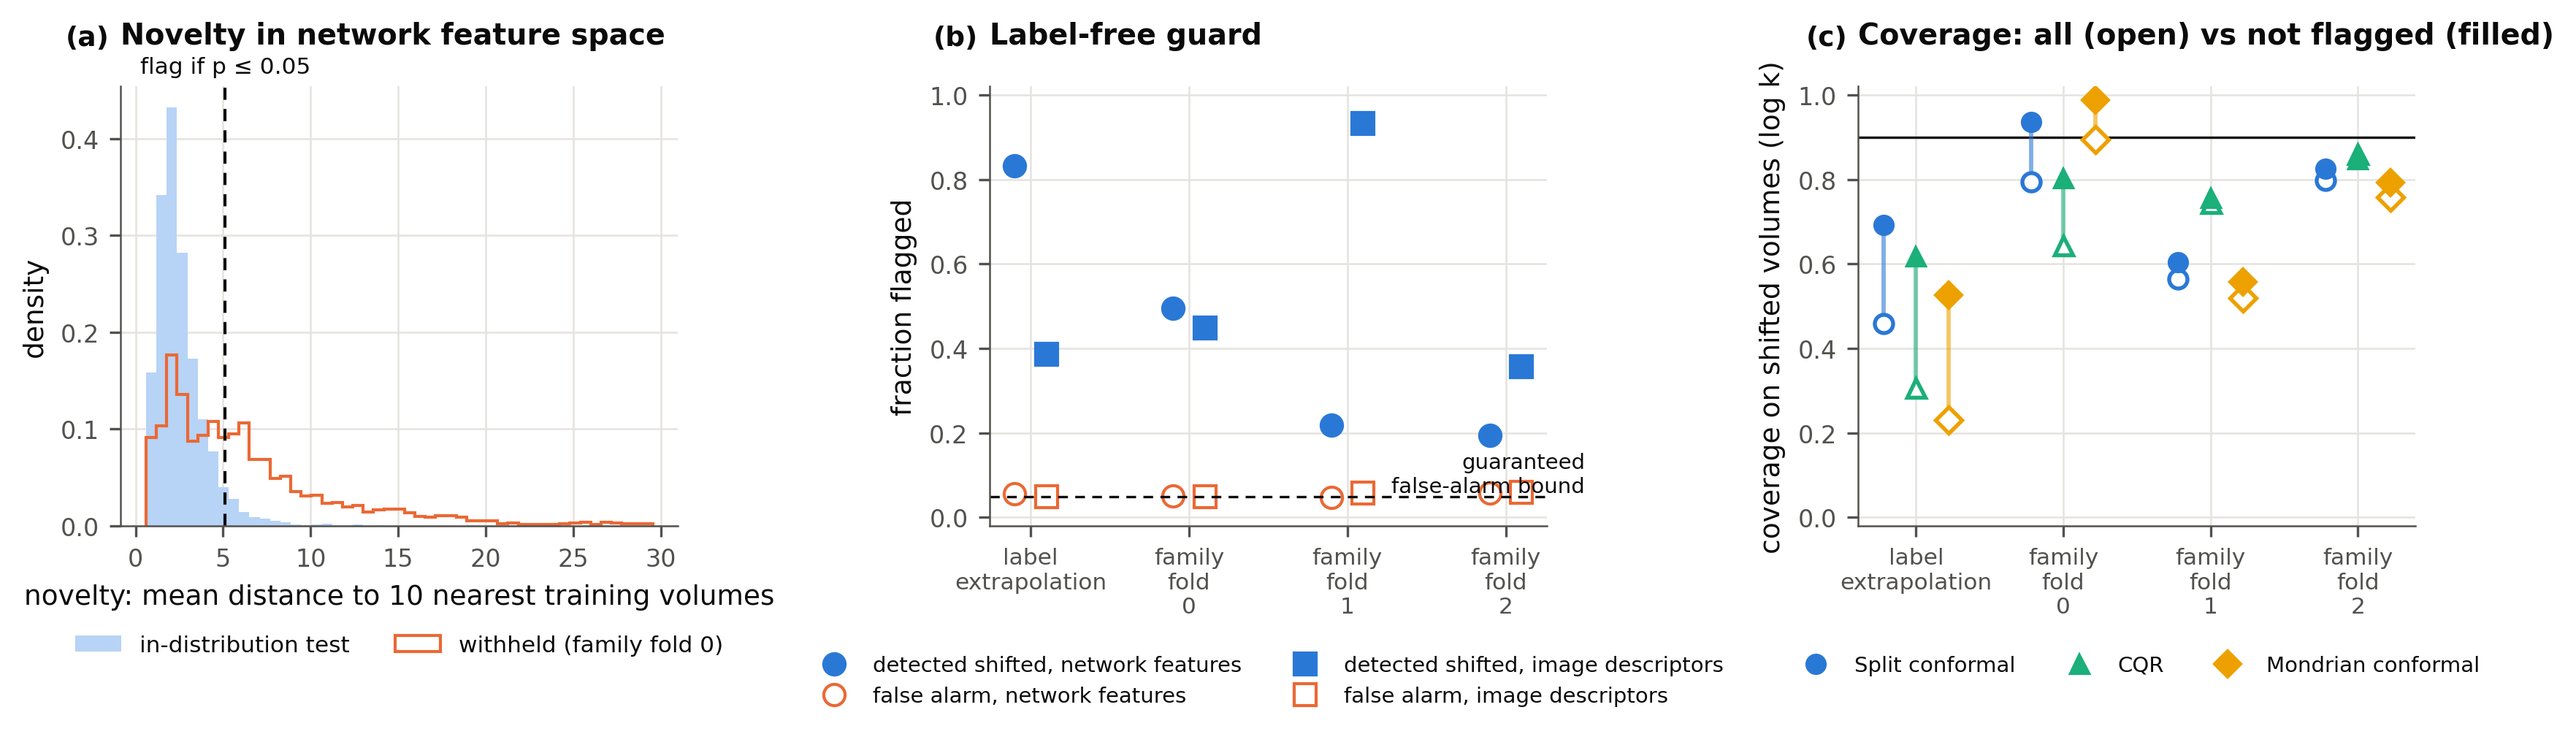 (a) Novelty in network feature space
flag if p ≤ 0.05
density
0.4
0.3
0.2
0.1
0.0
0 5 10 15 20 25 30
novelty: mean distance to 10 nearest training volumes
in-distribution test
withheld (family fold 0)
(b) Label-free guard
fraction flagged
1.0
0.8
0.6
0.4
0.2
0.0
guaranteed
false-alarm bound
label
extrapolation
family
fold
0
family
fold
1
family
fold
2
detected shifted, network features
false alarm, network features
detected shifted, image descriptors
false alarm, image descriptors
(c) Coverage: all (open) vs not flagged (filled)
coverage on shifted volumes (log k)
1.0
0.8
0.6
0.4
0.2
0.0
label
extrapolation
family
fold
0
family
fold
1
family
fold
2
Split conformal
CQR
Mondrian conformal